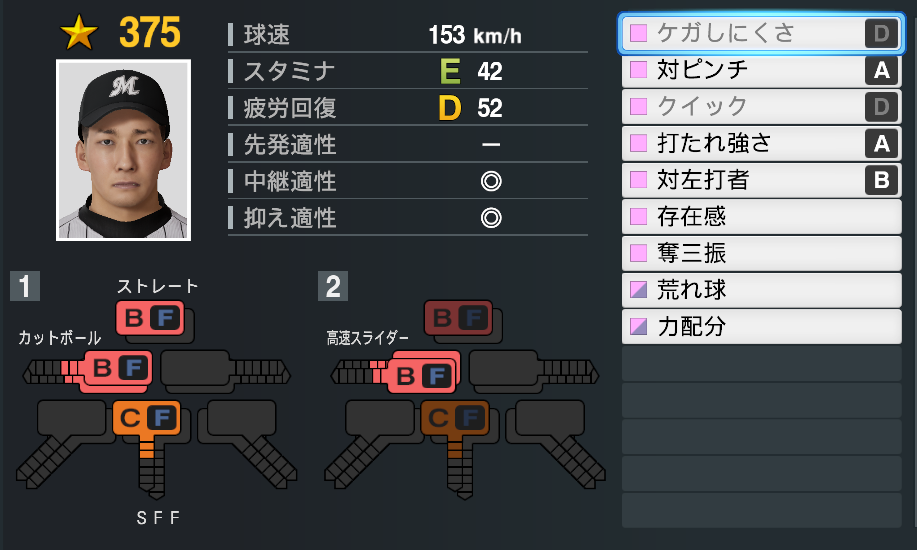 375
M
球速 153 km/h
スタミナ E 42
疲労回復 D 52
先発適性 ー
中継適性 ◎
抑え適性 ◎
1
ストレート
B F
カットボール
B F
C F
SFF
2
B F
高速スライダー
B F
C F
ケガしにくさ D
対ピンチ A
クイック D
打たれ強さ A
対左打者 B
存在感
奪三振
荒れ球
力配分